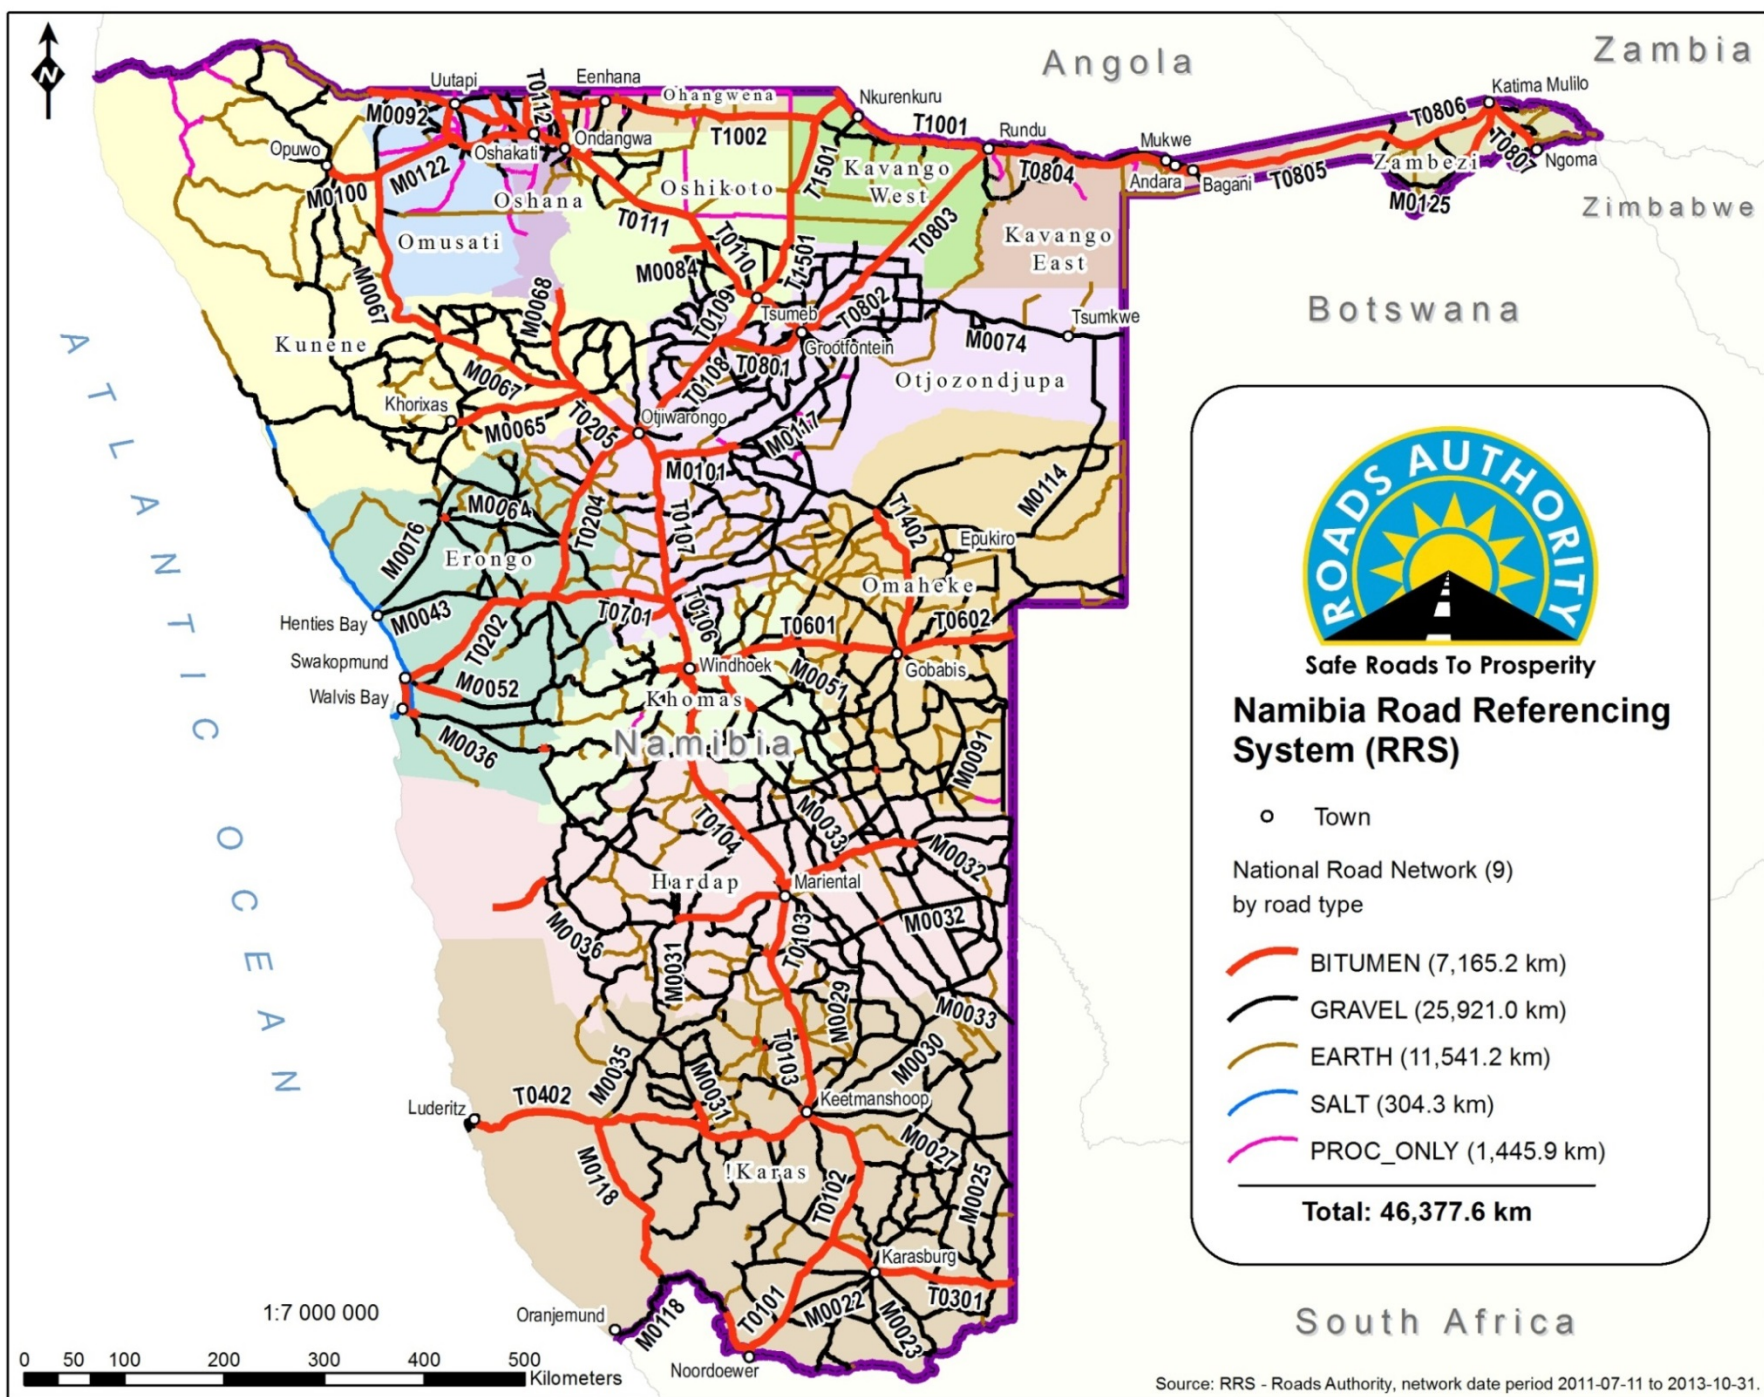 N
Angola
Zambia
Uutapi
T0112
Eenhana
Ohangwena
Nkurenkuru
Katima Mulilo
M0092
T1002
T1001
Rundu
T0806
Opuwo
Oshakati
Ondangwa
Mukwe
T0807
M0122
T1501
Kavango
West
T0804
Andara
Bagani
Zambezi
Ngoma
M0100
Oshana
Oshikoto
T0805
M0125
Zimbabwe
T0111
T0803
Omusati
T0110
Kavango
East
M0084
T1501
M0067
M0068
T0109
Tsumeb
T0802
Botswana
Kunene
Tsumkwe
M0074
Grootfontein
T0108
T0801
Otjozondjupa
M0067
Khorixas
M0065
T0205
Otjiwarongo
M0117
M0101
M0114
M0064
T0204
T0107
T1402
Epukiro
M0076
Erongo
Omaheke
Henties Bay
M0043
T0202
T0701
T0106
T0601
T0602
Swakopmund
Windhoek
Gobabis
M0052
M0051
Walvis Bay
Khomas
M0036
Namibia
M0091
T0104
M0033
M0032
Hardap
Mariental
M0036
M0032
T0103
M0031
M0029
M0033
T0103
M0030
M0035
M0031
Luderitz
T0402
Keetmanshoop
M0027
M0118
!Karas
M0025
T0102
Karasburg
T0301
Oranjemund
M0118
T0101
M0022
M0023
Noordoewer
South Africa
ATLANTIC OCEAN
ROADS AUTHORITY
Safe Roads To Prosperity
Namibia Road Referencing
System (RRS)
Town
National Road Network (9)
by road type
BITUMEN (7,165.2 km)
GRAVEL (25,921.0 km)
EARTH (11,541.2 km)
SALT (304.3 km)
PROC_ONLY (1,445.9 km)
Total: 46,377.6 km
1:7 000 000
0 50 100 200 300 400 500
Kilometers
Source: RRS - Roads Authority, network date period 2011-07-11 to 2013-10-31.